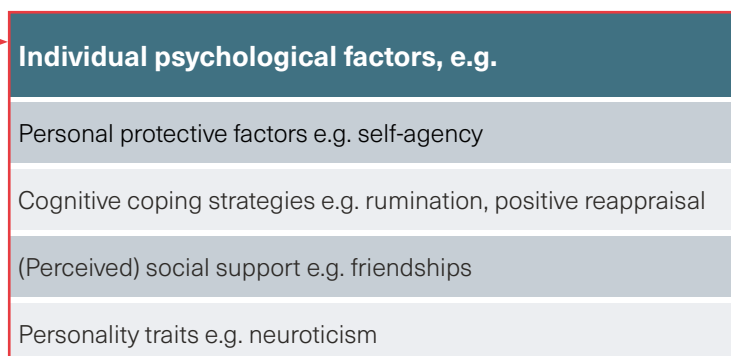 Individual psychological factors, e.g.
Personal protective factors e.g. self-agency
Cognitive coping strategies e.g. rumination, positive reappraisal
(Perceived) social support e.g. friendships
Personality traits e.g. neuroticism